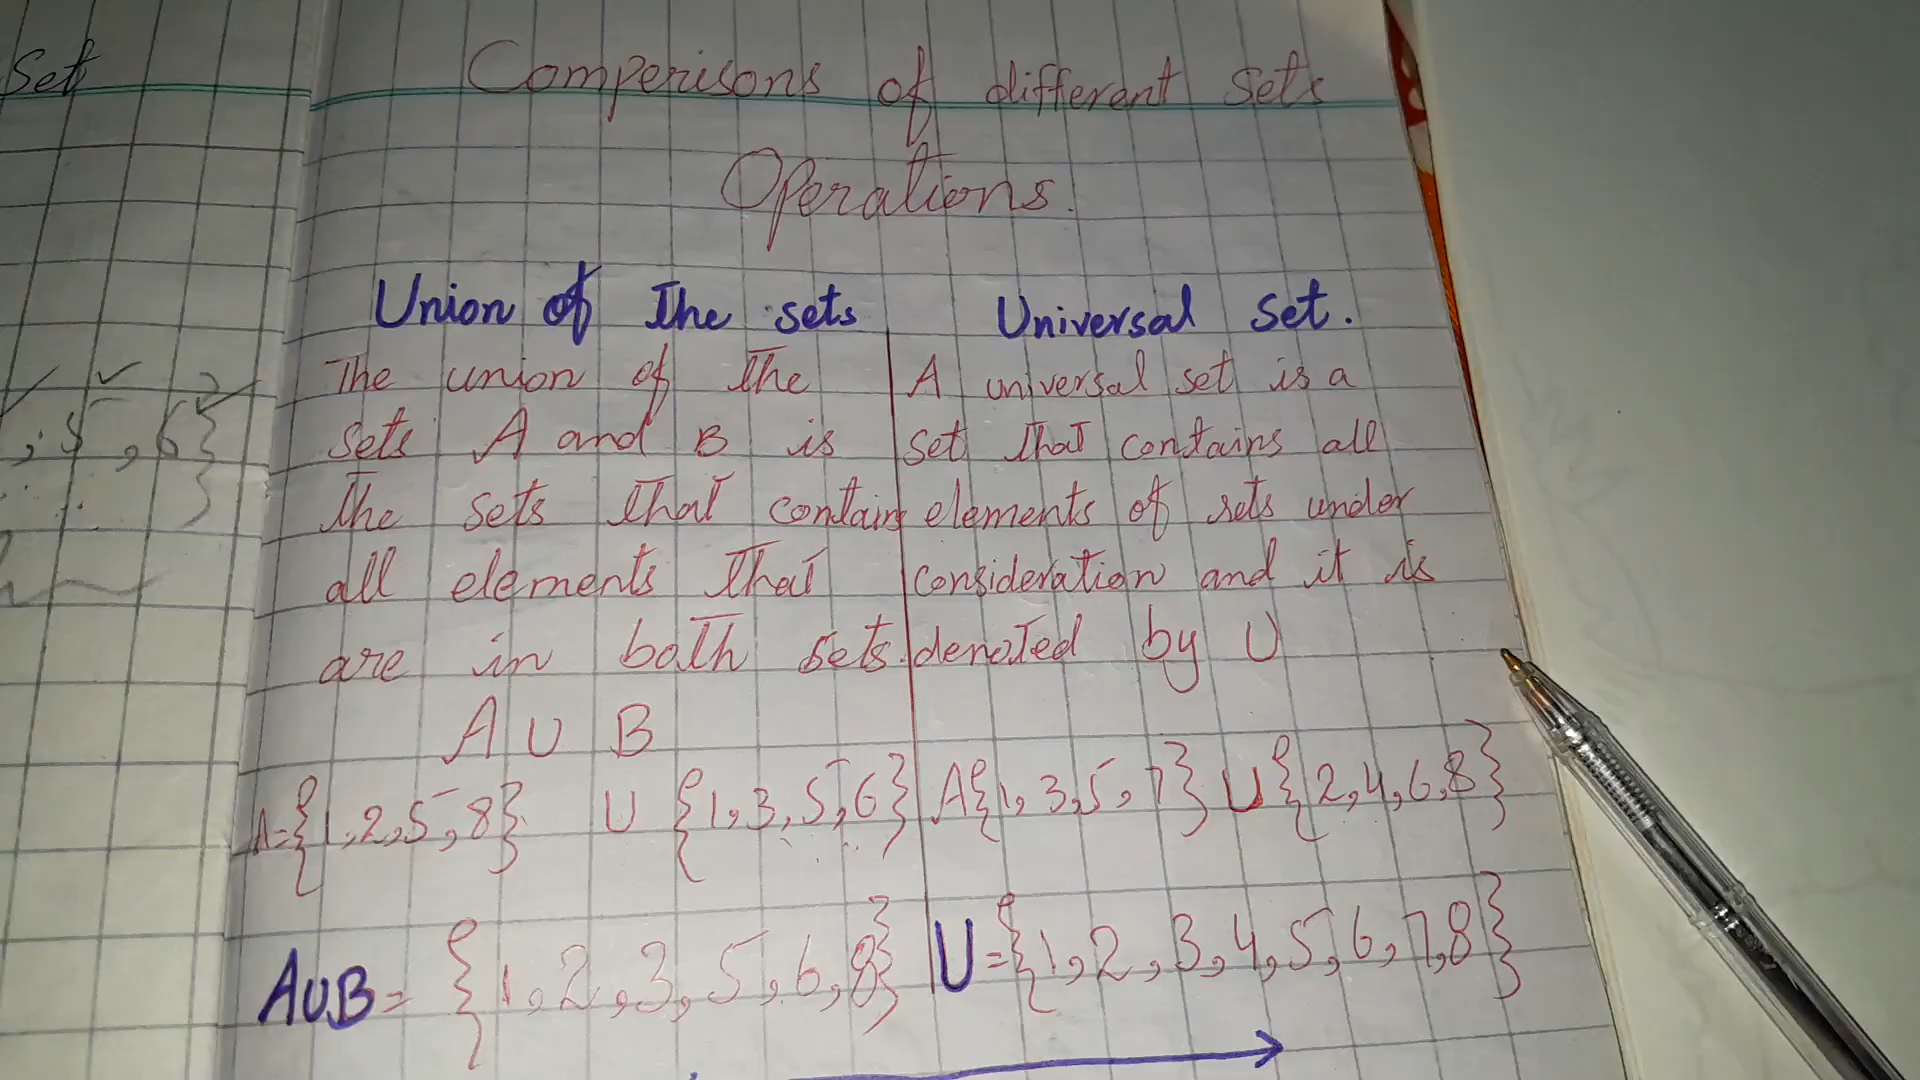 Set
Comperisons of different sets
Operations.
Union of The sets
The union of The
sets A and B is
The sets that contain
all elements that
are in both sets.
A U B
A={1,2,5,8} U {1,3,5,6}
AUB= {1,2,3,5,6,8}
Universal set.
A universal set is a
set that contains all
elements of sets under
consideration and it is
denoted by U
A{1,3,5,7} U{2,4,6,8}
U={1,2,3,4,5,6,7,8}
, 5, 6}